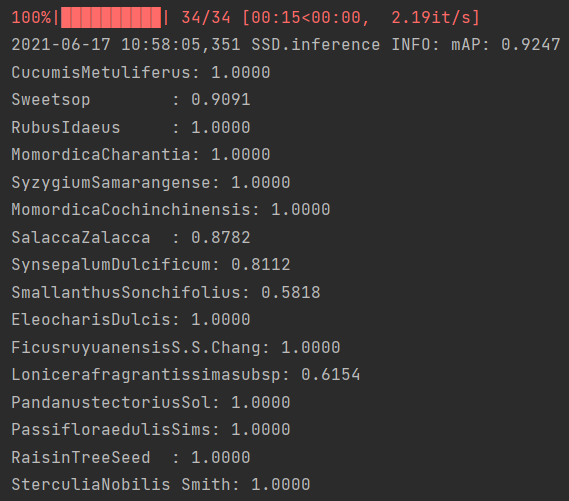 100%|██████████| 34/34 [00:15<00:00,  2.19it/s]
2021-06-17 10:58:05,351 SSD.inference INFO: mAP: 0.9247
CucumisMetuliferus: 1.0000
Sweetsop        : 0.9091
RubusIdaeus     : 1.0000
MomordicaCharantia: 1.0000
SyzygiumSamarangense: 1.0000
MomordicaCochinchinensis: 1.0000
SalaccaZalacca  : 0.8782
SynsepalumDulcificum: 0.8112
SmallanthusSonchifolius: 0.5818
EleocharisDulcis: 1.0000
FicusruyuanensisS.S.Chang: 1.0000
Lonicerafragrantissimasubsp: 0.6154
PandanustectoriusSol: 1.0000
PassifloraedulisSims: 1.0000
RaisinTreeSeed  : 1.0000
SterculiaNobilis Smith: 1.0000